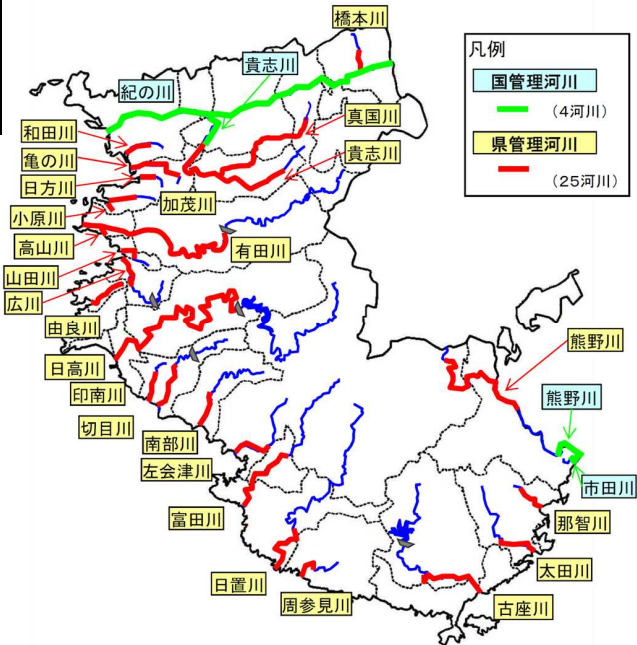 橋本川
凡例
国管理河川
(4河川)
県管理河川
(25河川)
貴志川
紀の川
和田川
真国川
亀の川
貴志川
日方川
加茂川
小原川
高山川
有田川
山田川
広川
由良川
日高川
印南川
切目川
南部川
左会津川
富田川
日置川
周参見川
熊野川
熊野川
市田川
那智川
太田川
古座川